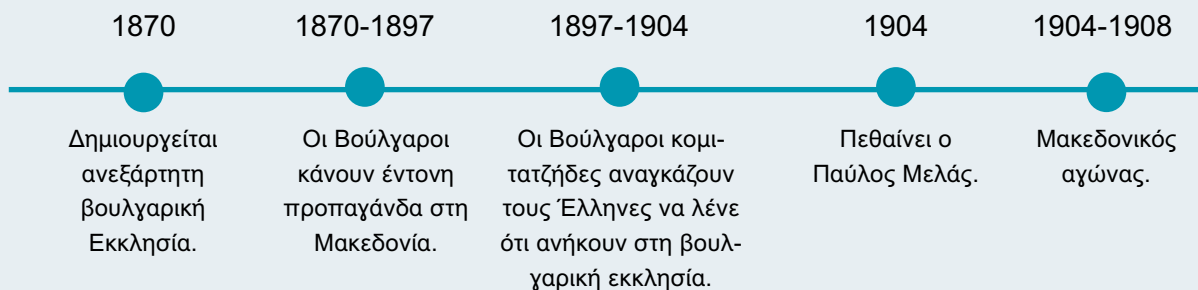 1870
Δημιουργείται
ανεξάρτητη
βουλγαρική
Εκκλησία.
1870-1897
Οι Βούλγαροι
κάνουν έντονη
προπαγάνδα στη
Μακεδονία.
1897-1904
Οι Βούλγαροι κομι-
τατζήδες αναγκάζουν
τους Έλληνες να λένε
ότι ανήκουν στη βουλ-
γαρική εκκλησία.
1904
Πεθαίνει ο
Παύλος Μελάς.
1904-1908
Μακεδονικός
αγώνας.